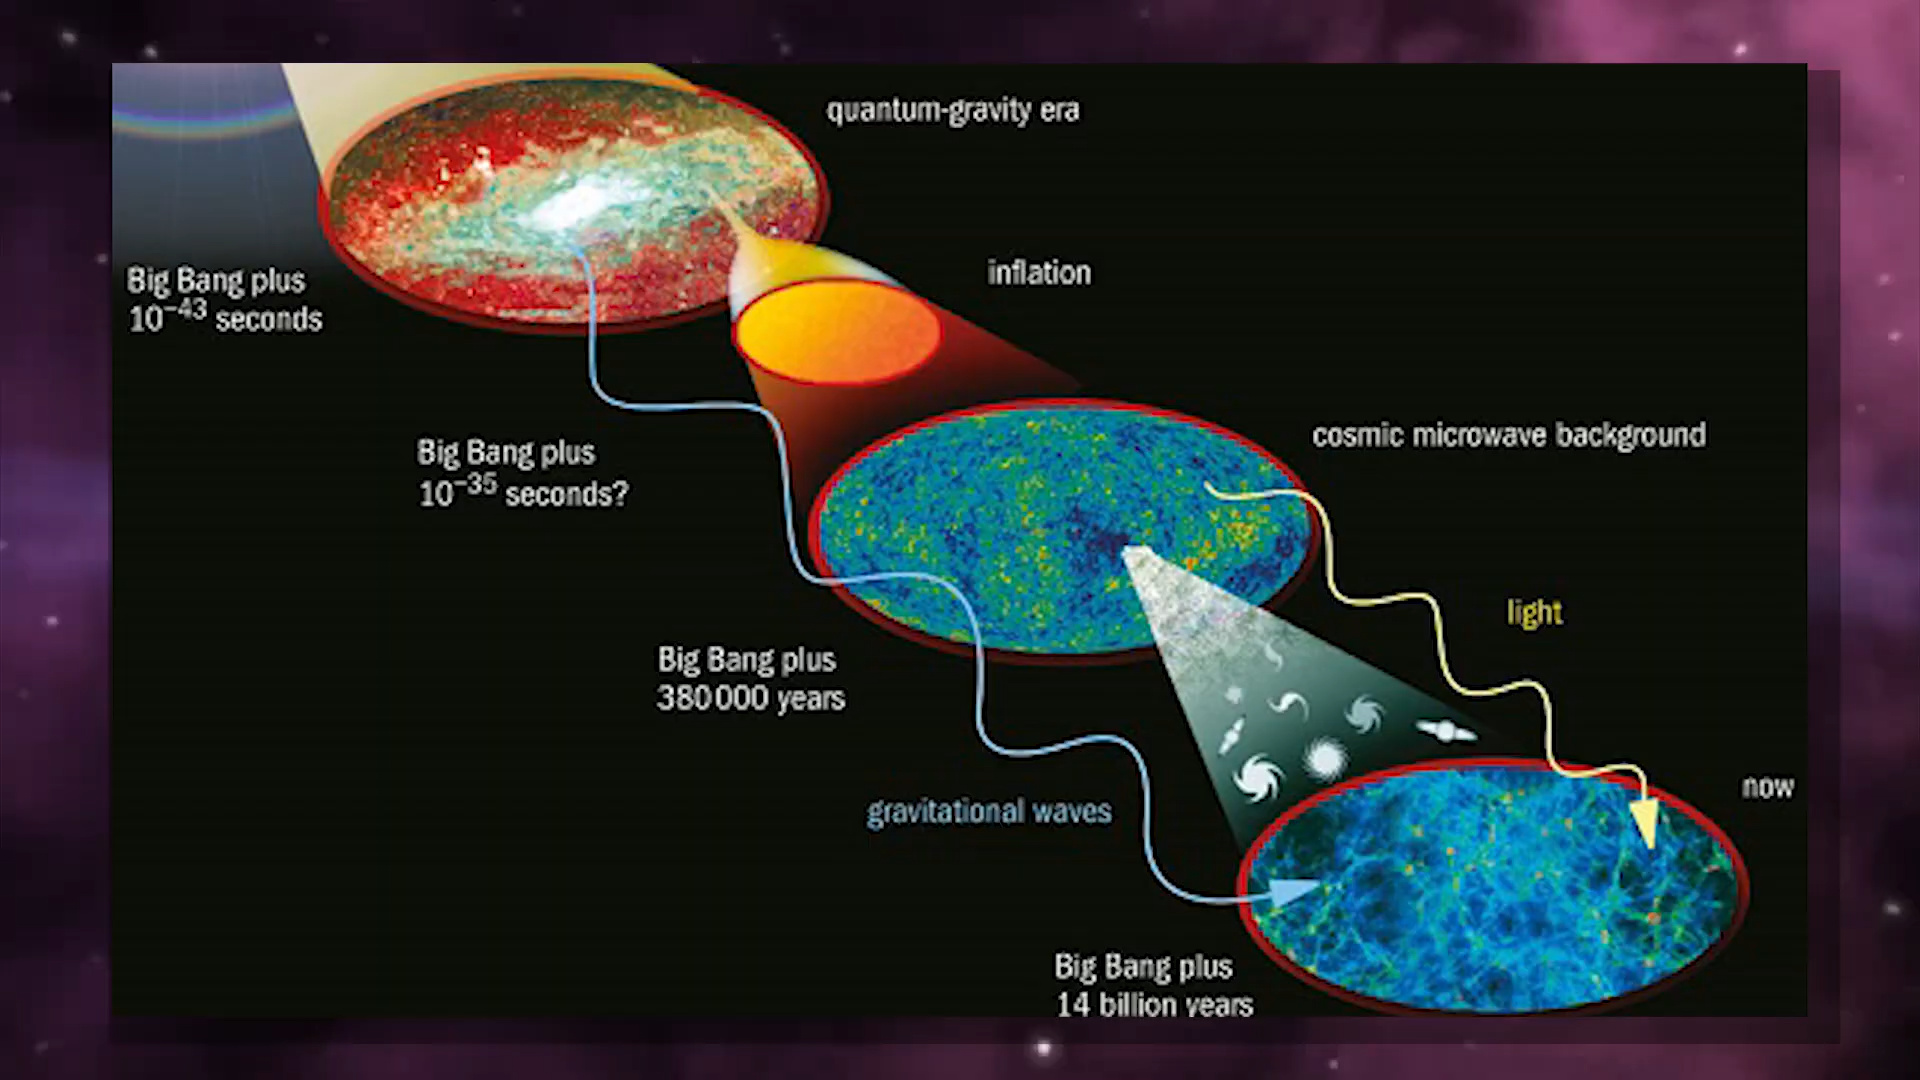 quantum-gravity era
Big Bang plus
10⁻⁴³ seconds
inflation
Big Bang plus
10⁻³⁵ seconds?
cosmic microwave background
Big Bang plus
380 000 years
light
gravitational waves
now
Big Bang plus
14 billion years